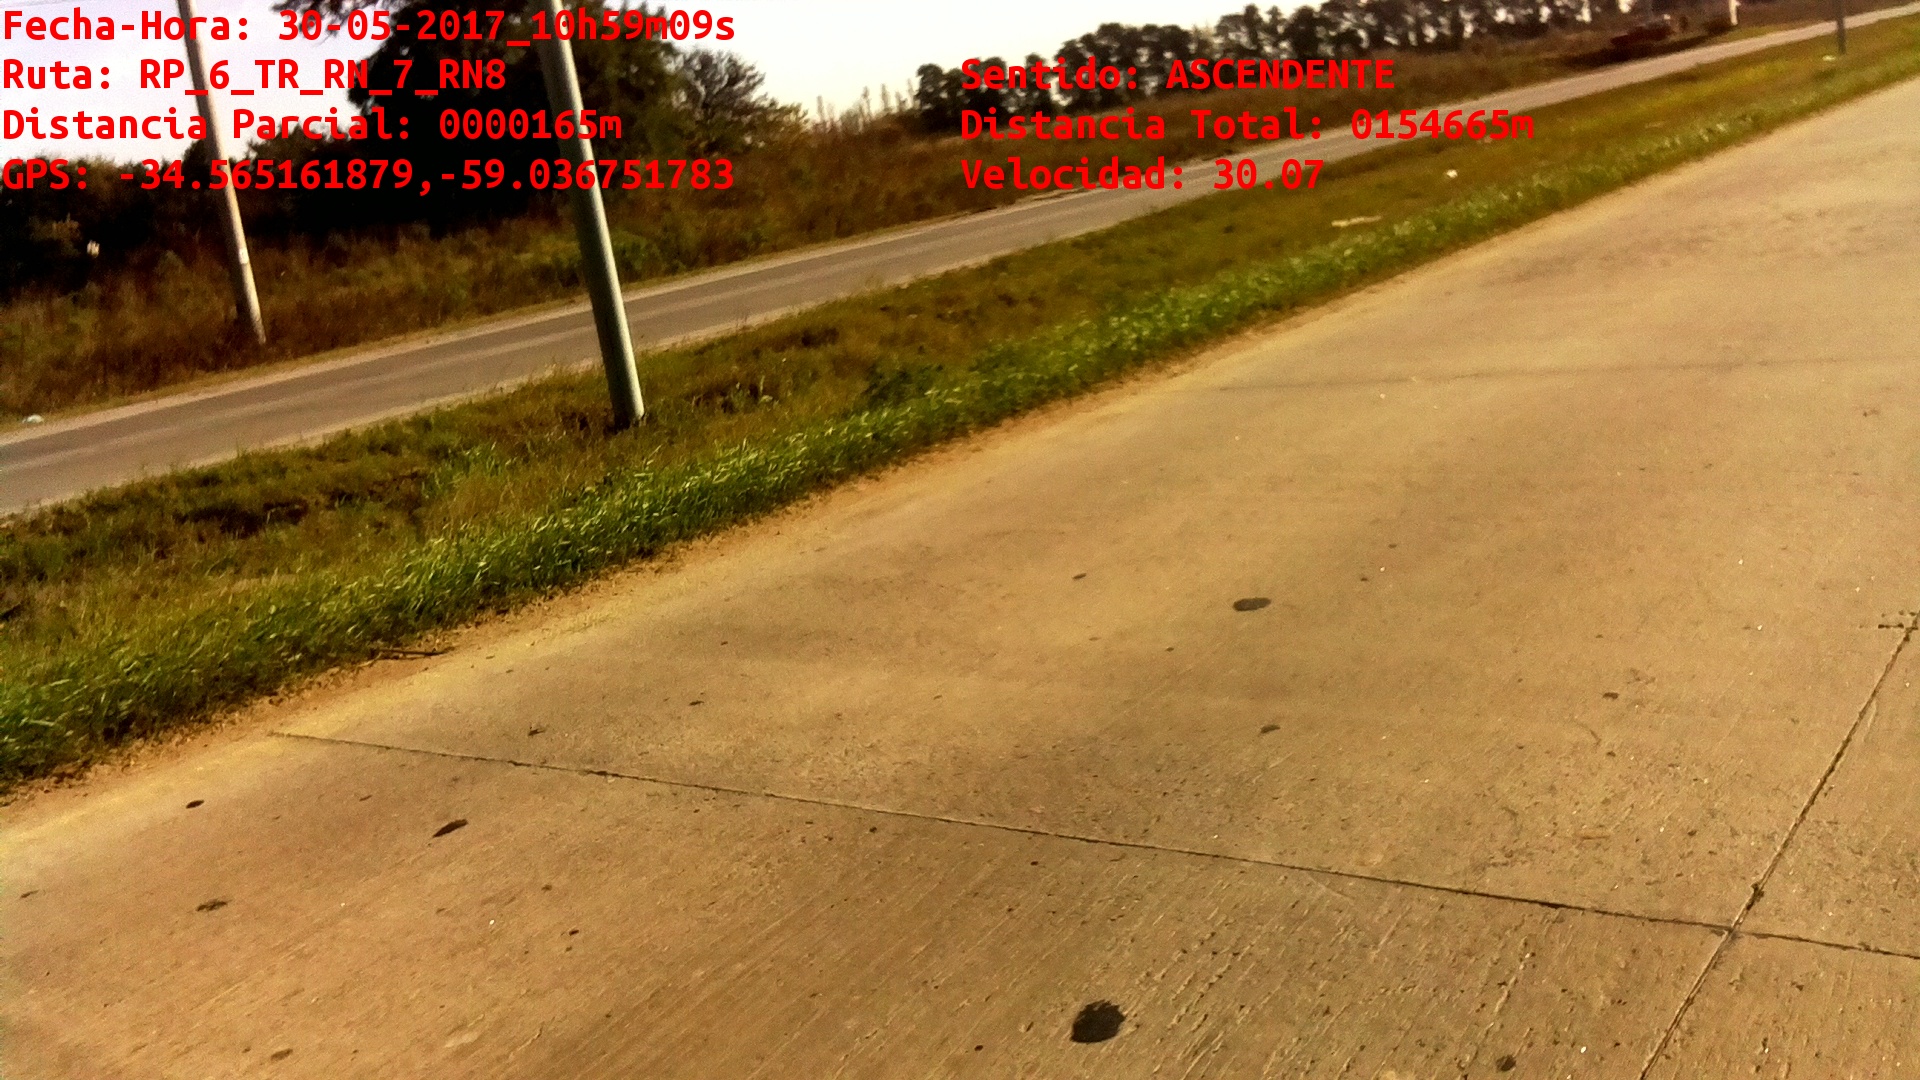 Fecha-Hora: 30-05-2017_10h59m09s
Ruta: RP_6_TR_RN_7_RN8
Sentido: ASCENDENTE
Distancia Parcial: 0000165m
Distancia Total: 0154665m
GPS: -34.565161879,-59.036751783
Velocidad: 30.07